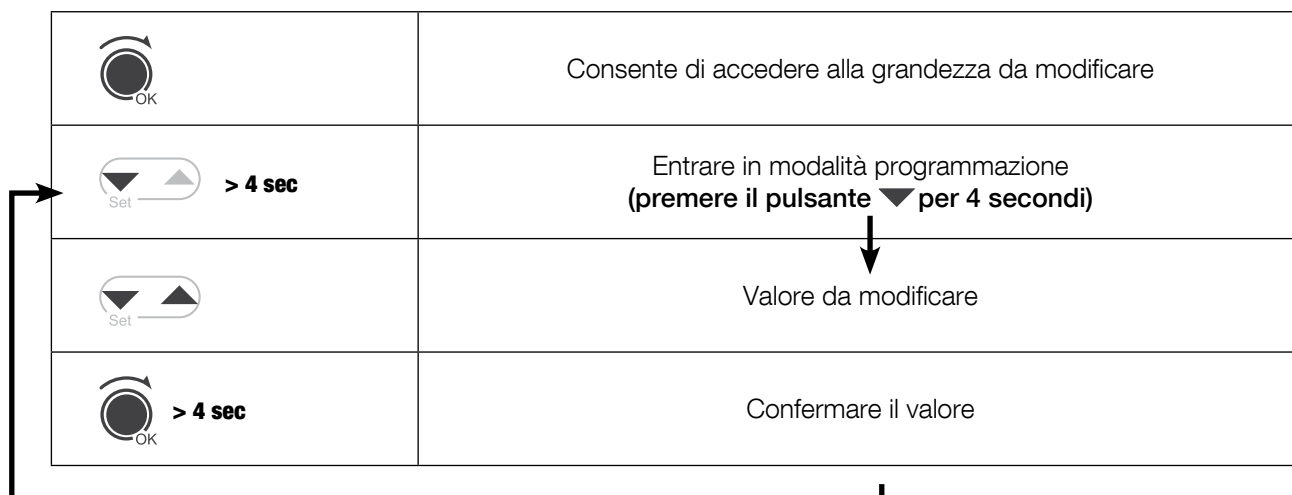 OK
Consente di accedere alla grandezza da modificare
Set
> 4 sec
Entrare in modalità programmazione
(premere il pulsante ▼ per 4 secondi)
Set
Valore da modificare
OK
> 4 sec
Confermare il valore